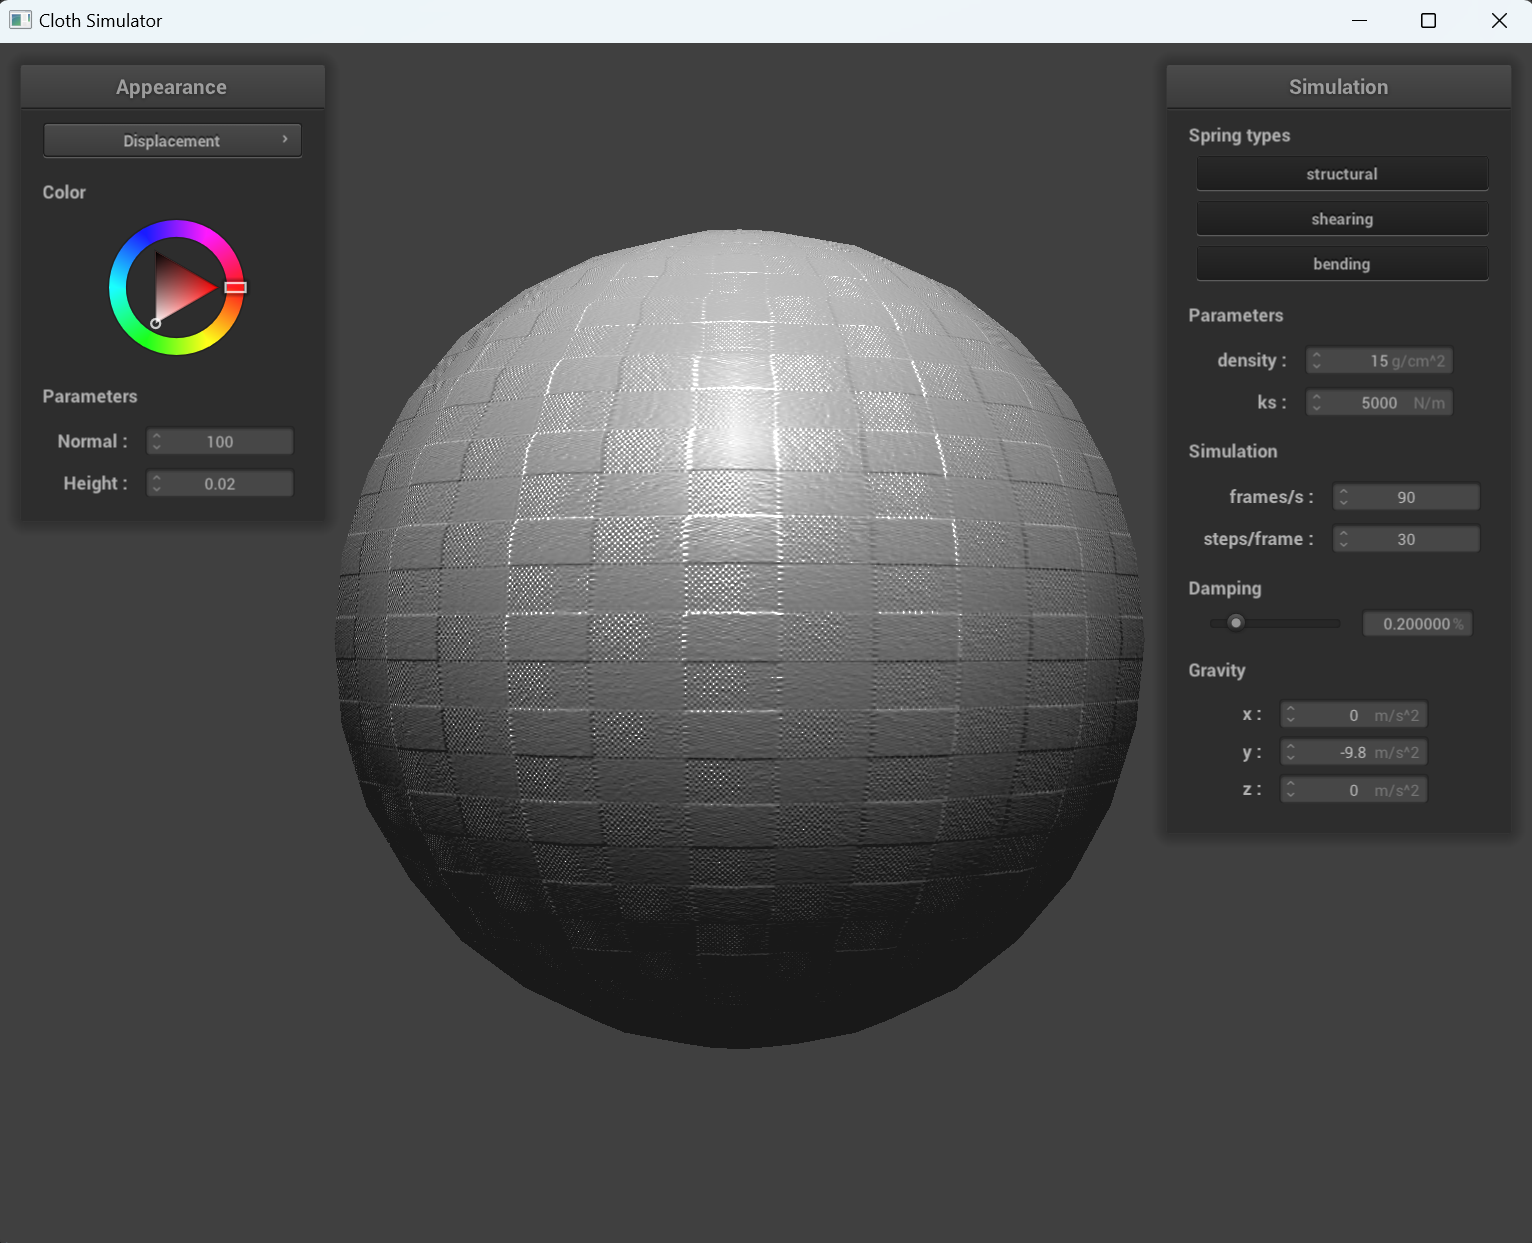 Cloth Simulator
Appearance
Displacement
Color
Parameters
Normal : 100
Height : 0.02
Simulation
Spring types
structural
shearing
bending
Parameters
density : 15 g/cm^2
ks : 5000 N/m
Simulation
frames/s : 90
steps/frame : 30
Damping
0.200000 %
Gravity
x : 0 m/s^2
y : -9.8 m/s^2
z : 0 m/s^2